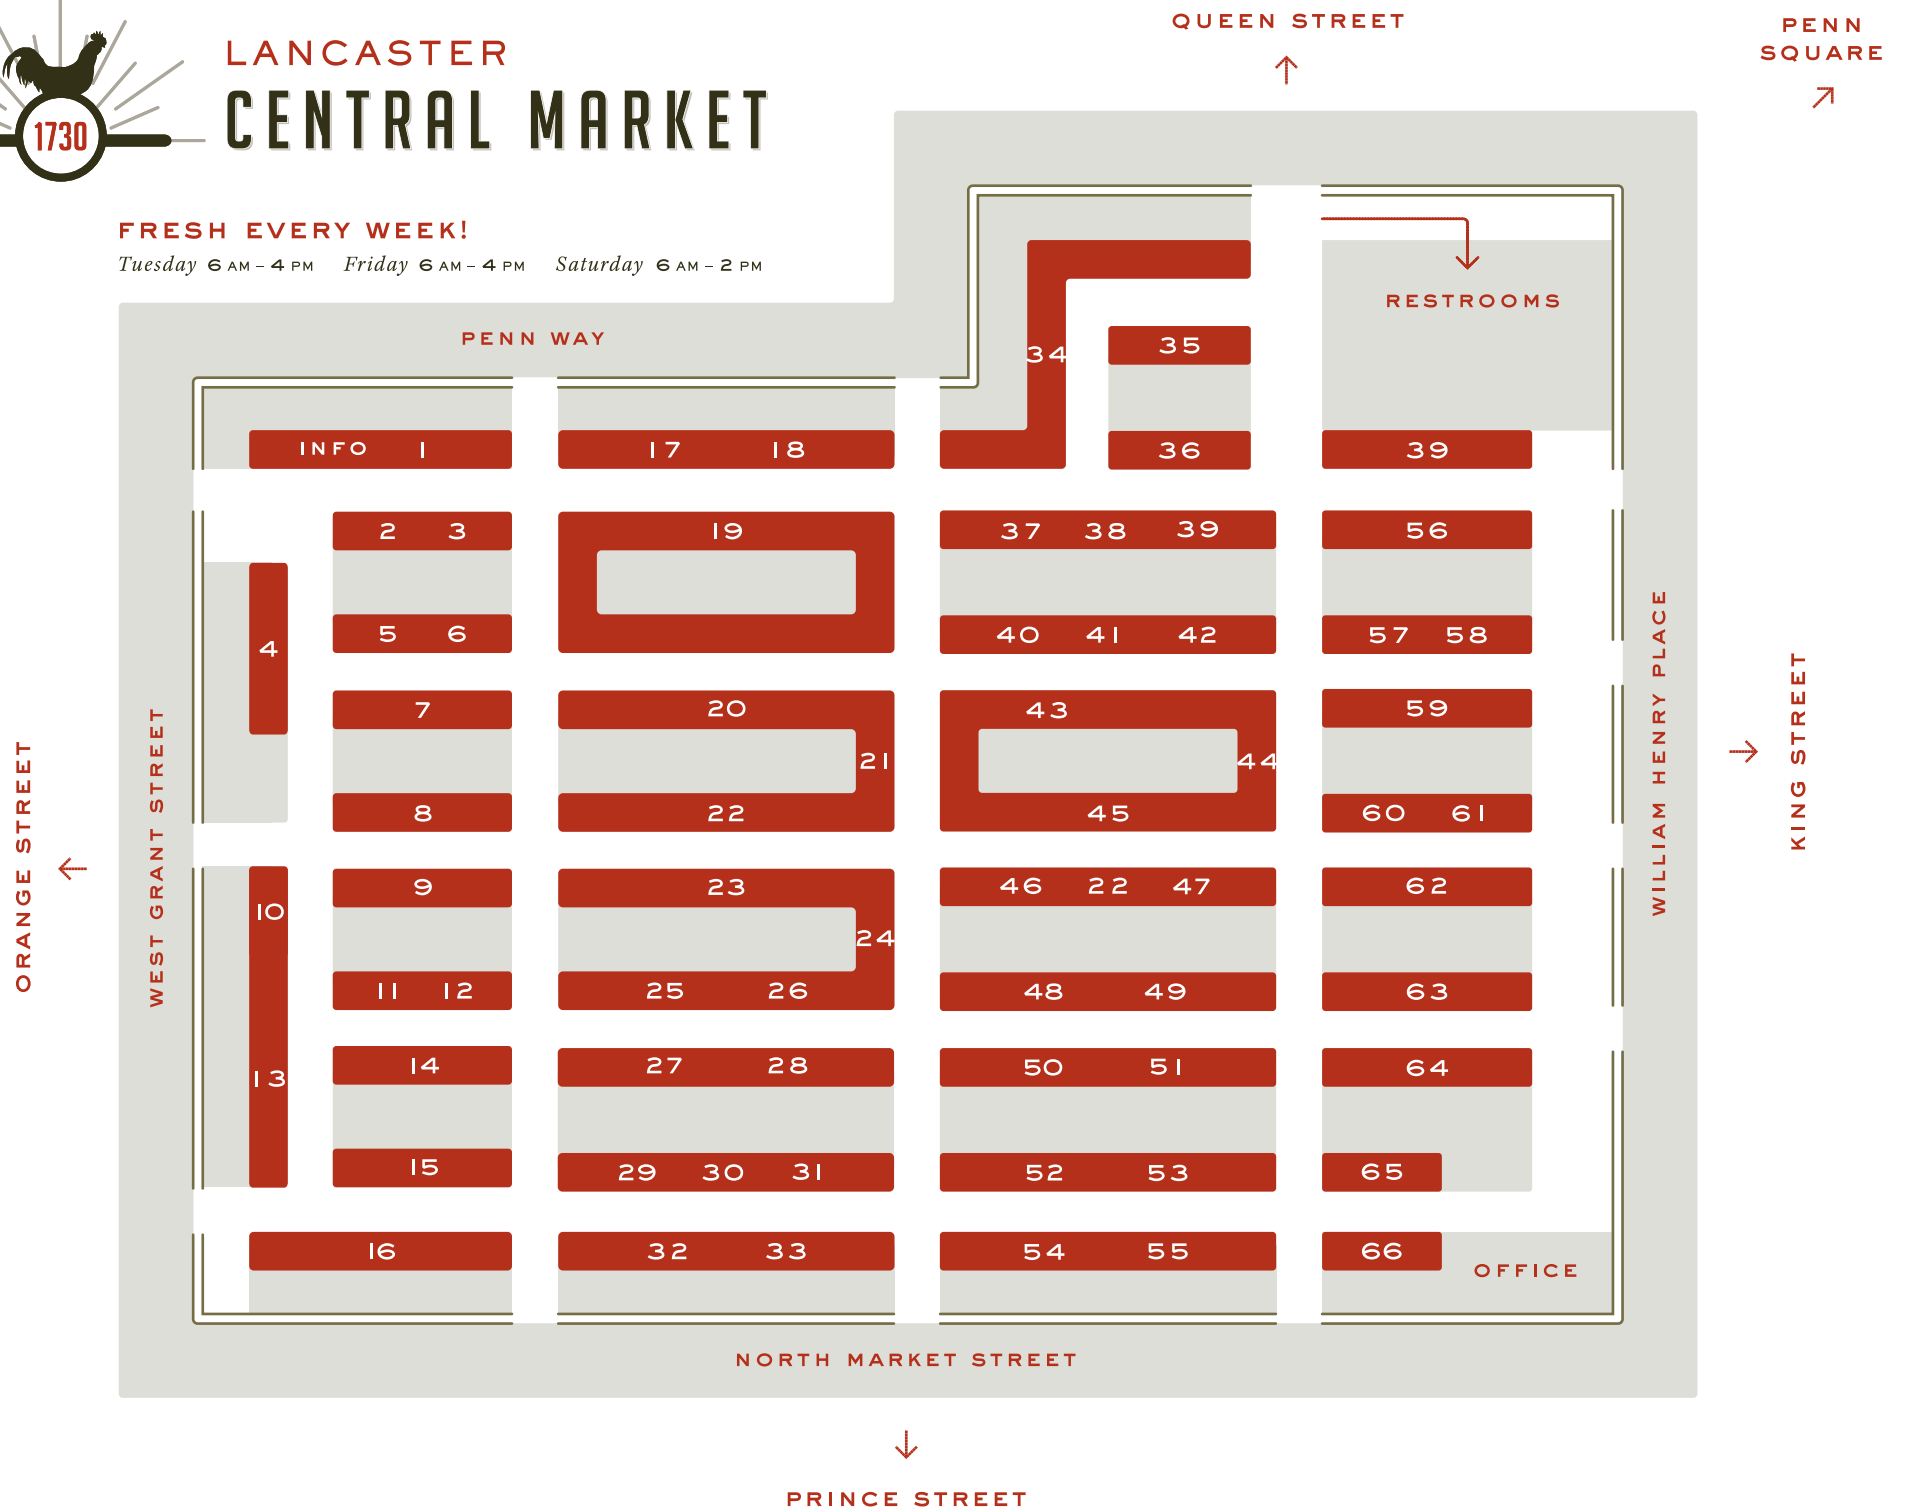 QUEEN STREET
PENN
SQUARE
LANCASTER
CENTRAL MARKET
1730
FRESH EVERY WEEK!
Tuesday 6 AM – 4 PM Friday 6 AM – 4 PM Saturday 6 AM – 2 PM
RESTROOMS
PENN WAY
34 35
INFO 1 17 18 36 39
2 3 19 37 38 39 56
5 6 40 41 42 57 58
4
7 20 43 59
21 44
8 22 45 60 61
9 23 46 22 47 62
10
24
11 12 25 26 48 49 63
14 27 28 50 51 64
13
15 29 30 31 52 53 65
16 32 33 54 55 66
OFFICE
ORANGE STREET
WEST GRANT STREET
WILLIAM HENRY PLACE
KING STREET
NORTH MARKET STREET
PRINCE STREET